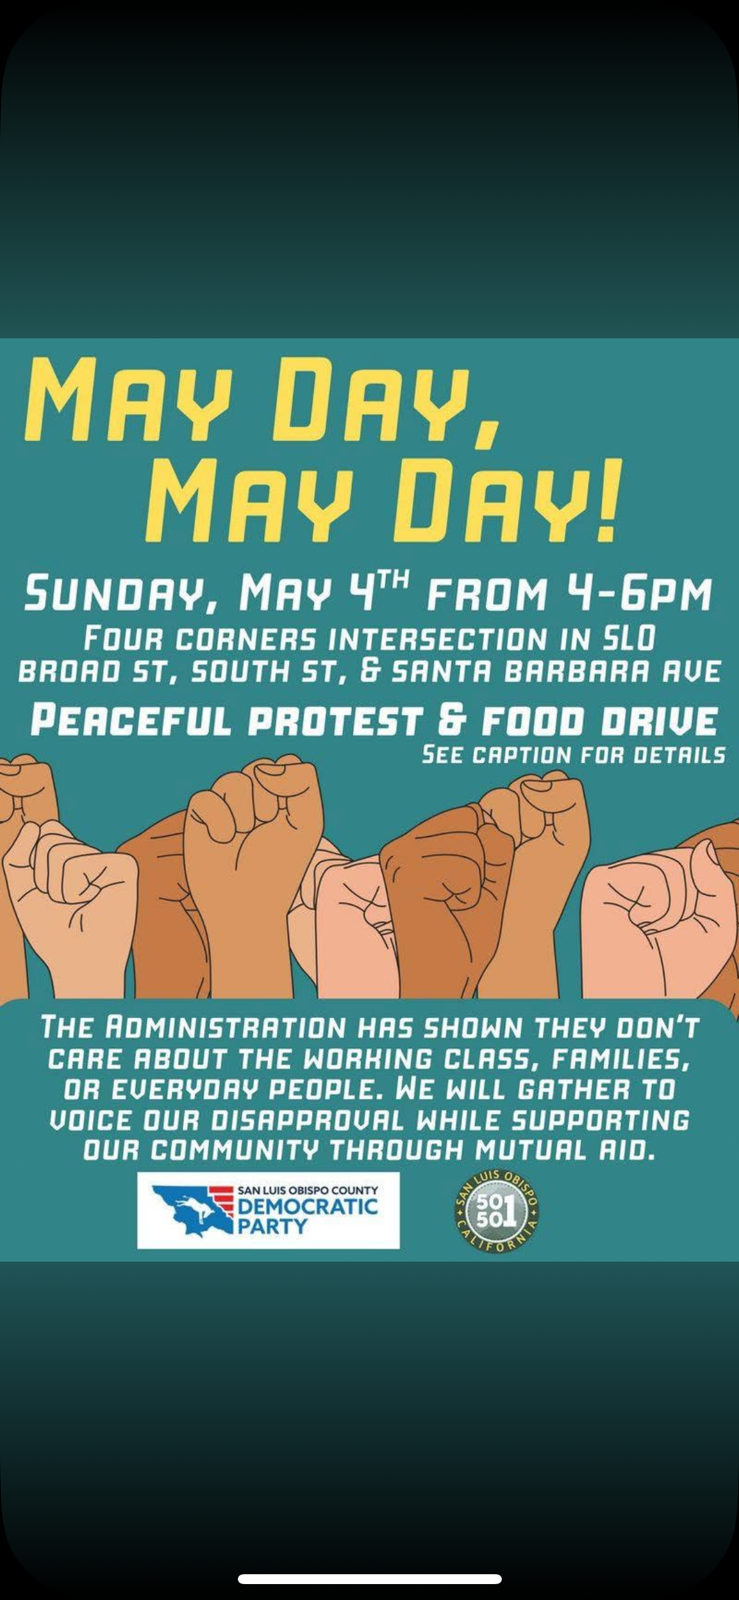 May Day,
May Day!
Sunday, May 4TH from 4-6pm
Four corners intersection in SLO
Broad St, South St, & Santa Barbara Ave
Peaceful protest & food drive
See caption for details
The Administration has shown they don't
care about the working class, families,
or everyday people. We will gather to
voice our disapproval while supporting
our community through mutual aid.
SAN LUIS OBISPO COUNTY
DEMOCRATIC
PARTY
SAN LUIS OBISPO
50
501
CALIFORNIA